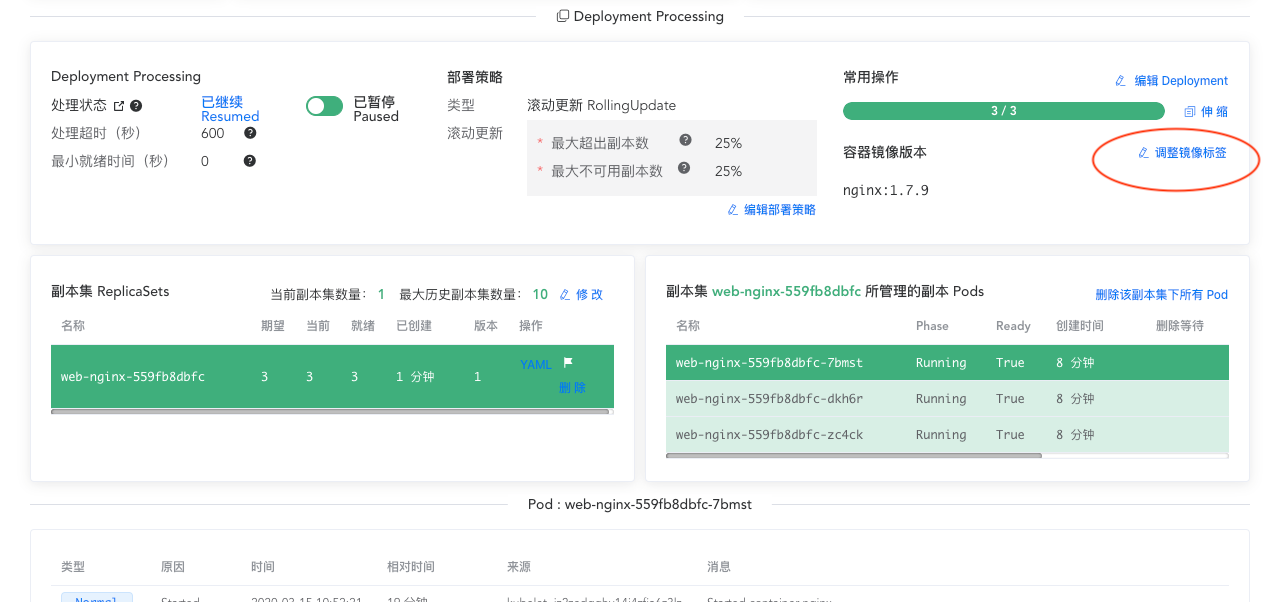 Deployment Processing
Deployment Processing
处理状态
已继续
Resumed
已暂停
Paused
处理超时（秒）
600
最小就绪时间（秒）
0
部署策略
类型
滚动更新 RollingUpdate
滚动更新
* 最大超出副本数 25%
* 最大不可用副本数 25%
编辑部署策略
常用操作
编辑 Deployment
3 / 3
伸 缩
容器镜像版本
调整镜像标签
nginx:1.7.9
副本集 ReplicaSets
当前副本集数量： 1 最大历史副本集数量： 10 修 改
名称 期望 当前 就绪 已创建 版本 操作
web-nginx-559fb8dbfc 3 3 3 1 分钟 1 YAML
删 除
副本集 web-nginx-559fb8dbfc 所管理的副本 Pods
删除该副本集下所有 Pod
名称 Phase Ready 创建时间 删除等待
web-nginx-559fb8dbfc-7bmst Running True 8 分钟
web-nginx-559fb8dbfc-dkh6r Running True 8 分钟
web-nginx-559fb8dbfc-zc4ck Running True 8 分钟
Pod : web-nginx-559fb8dbfc-7bmst
类型 原因 时间 相对时间 来源 消息
Normal Started 10 分钟 Started container nginx